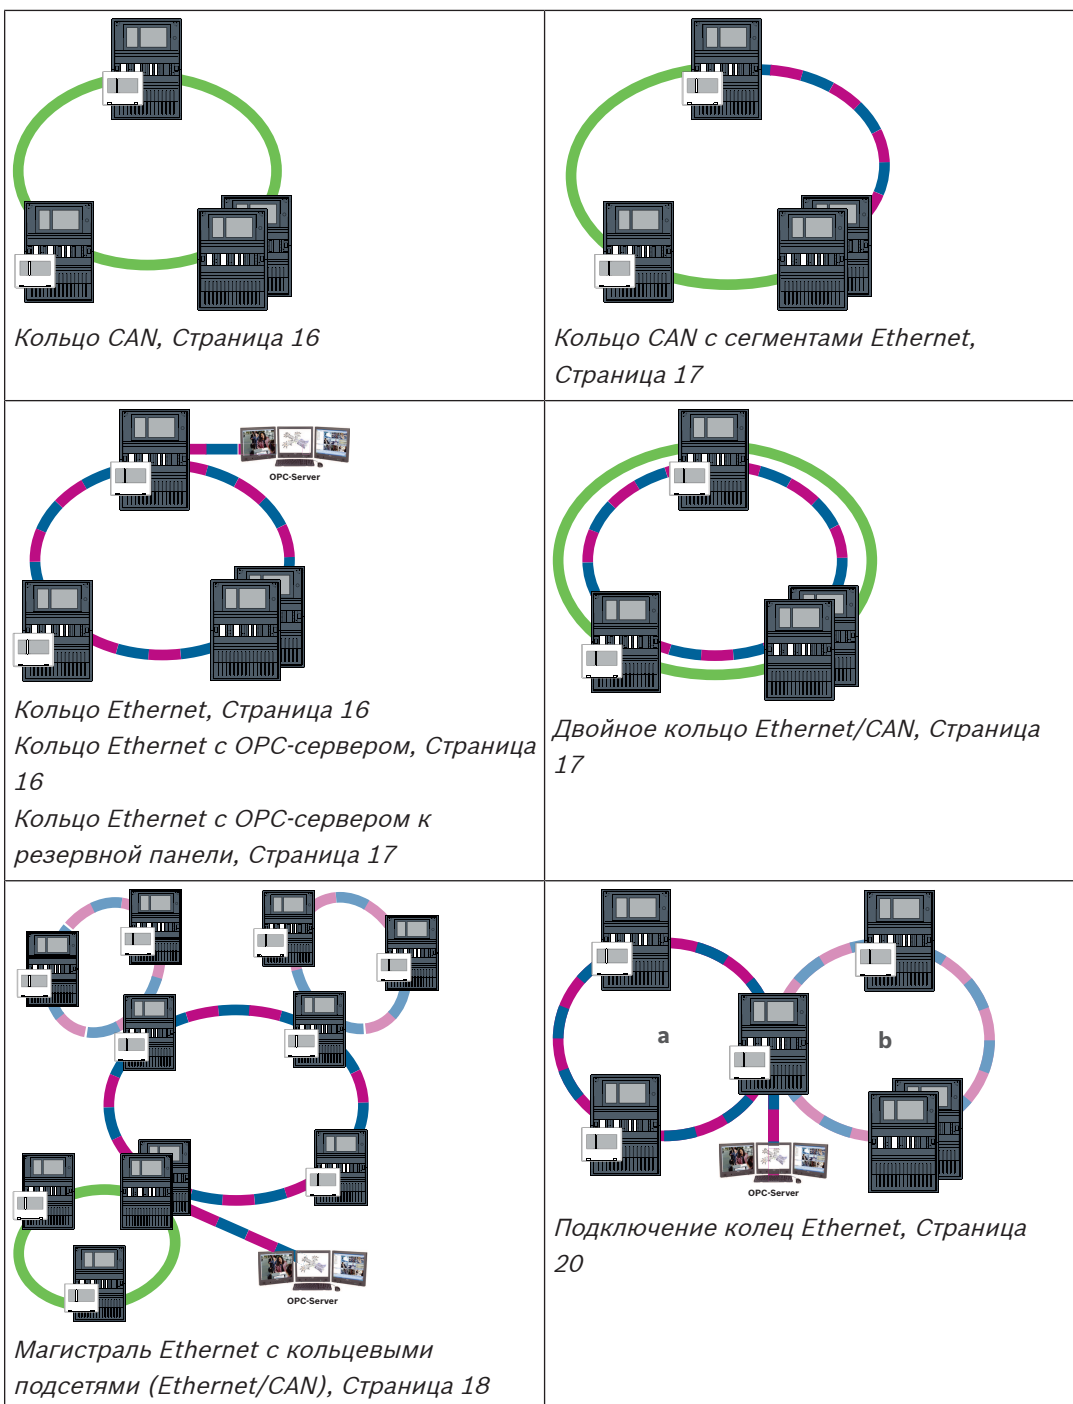 Кольцо CAN, Страница 16
Кольцо CAN с сегментами Ethernet,
Страница 17
OPC-Server
Кольцо Ethernet, Страница 16
Кольцо Ethernet с OPC-сервером, Страница
16
Кольцо Ethernet с OPC-сервером к
резервной панели, Страница 17
Двойное кольцо Ethernet/CAN, Страница
17
OPC-Server
Магистраль Ethernet с кольцевыми
подсетями (Ethernet/CAN), Страница 18
a
b
OPC-Server
Подключение колец Ethernet, Страница
20